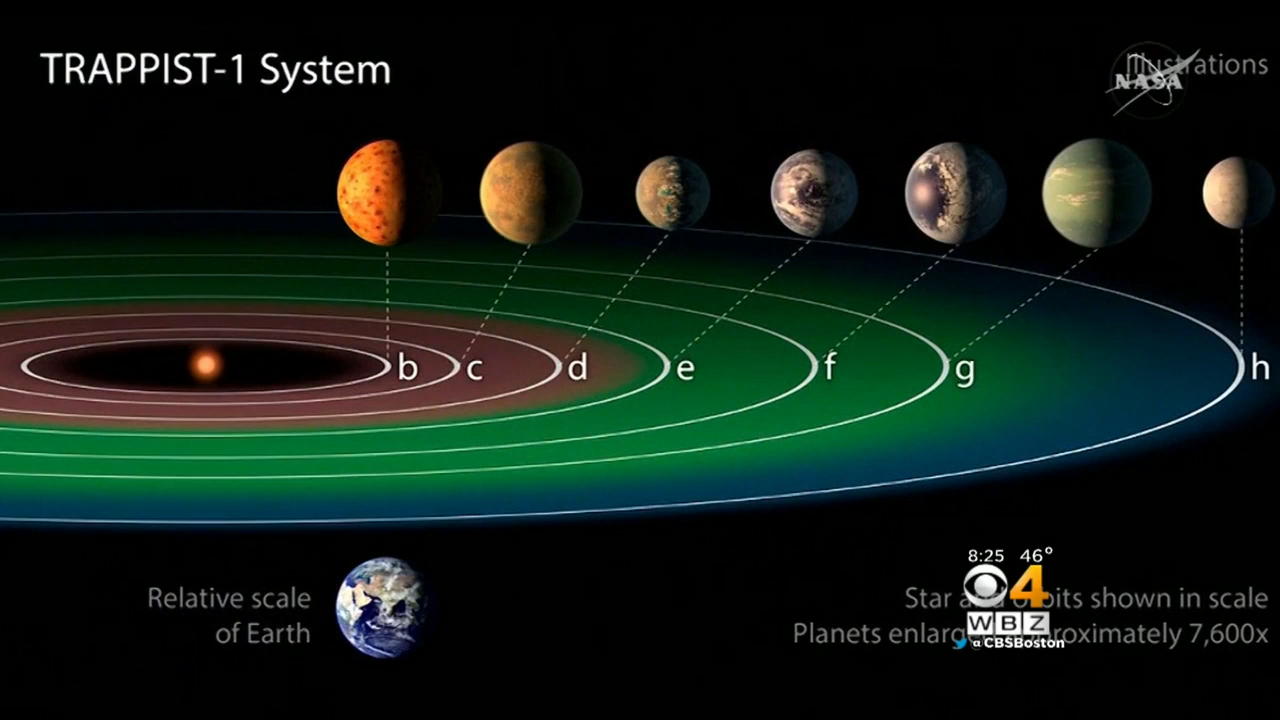 TRAPPIST-1 System
Illustrations
NASA
b
c
d
e
f
g
h
8:25 46°
4
Relative scale
of Earth
Star and orbits shown in scale
Planets enlarged approximately 7,600x
WBZ
@CBSBoston